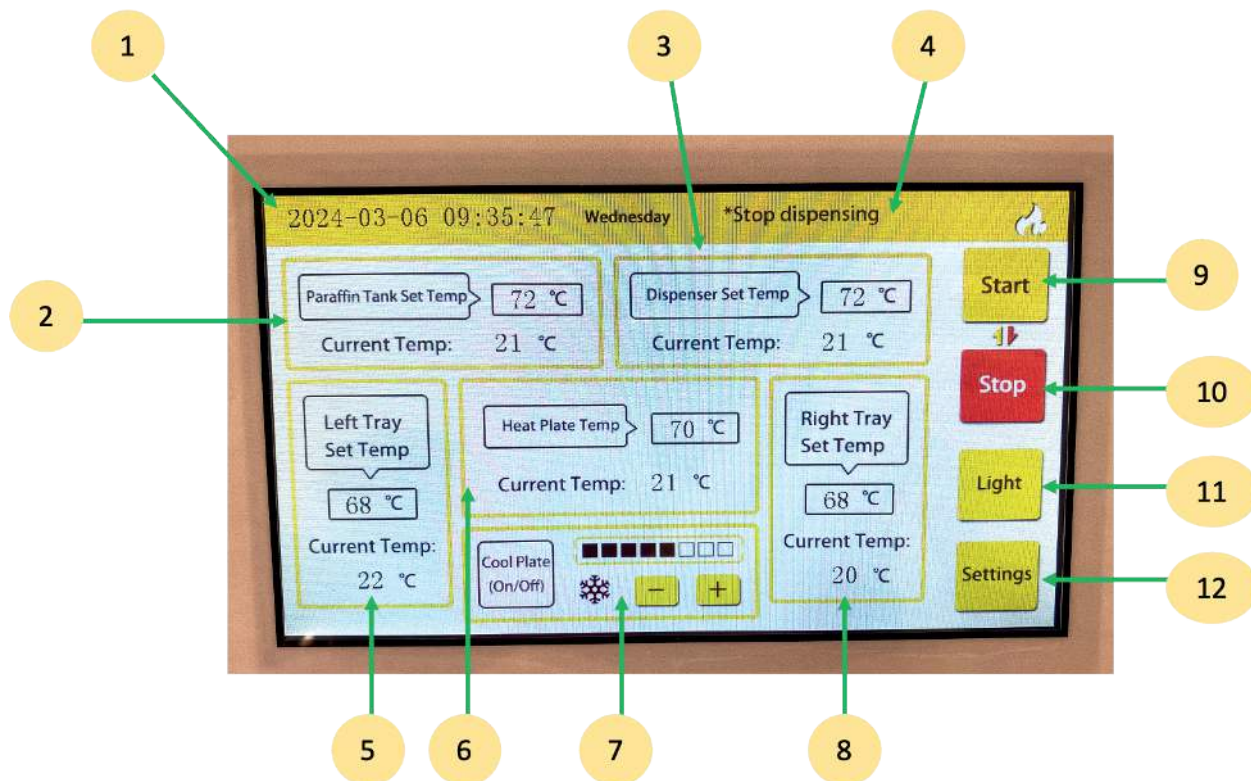 1
3
4
2024-03-06 09:35:47 Wednesday *Stop dispensing
2
Paraffin Tank Set Temp 72 °C
Current Temp: 21 °C
Dispenser Set Temp 72 °C
Current Temp: 21 °C
Start
9
Stop
10
Left Tray
Set Temp
68 °C
Current Temp:
22 °C
Heat Plate Temp 70 °C
Current Temp: 21 °C
Cool Plate
(On/Off)
− +
Right Tray
Set Temp
68 °C
Current Temp:
20 °C
Light
11
Settings
12
5
6
7
8